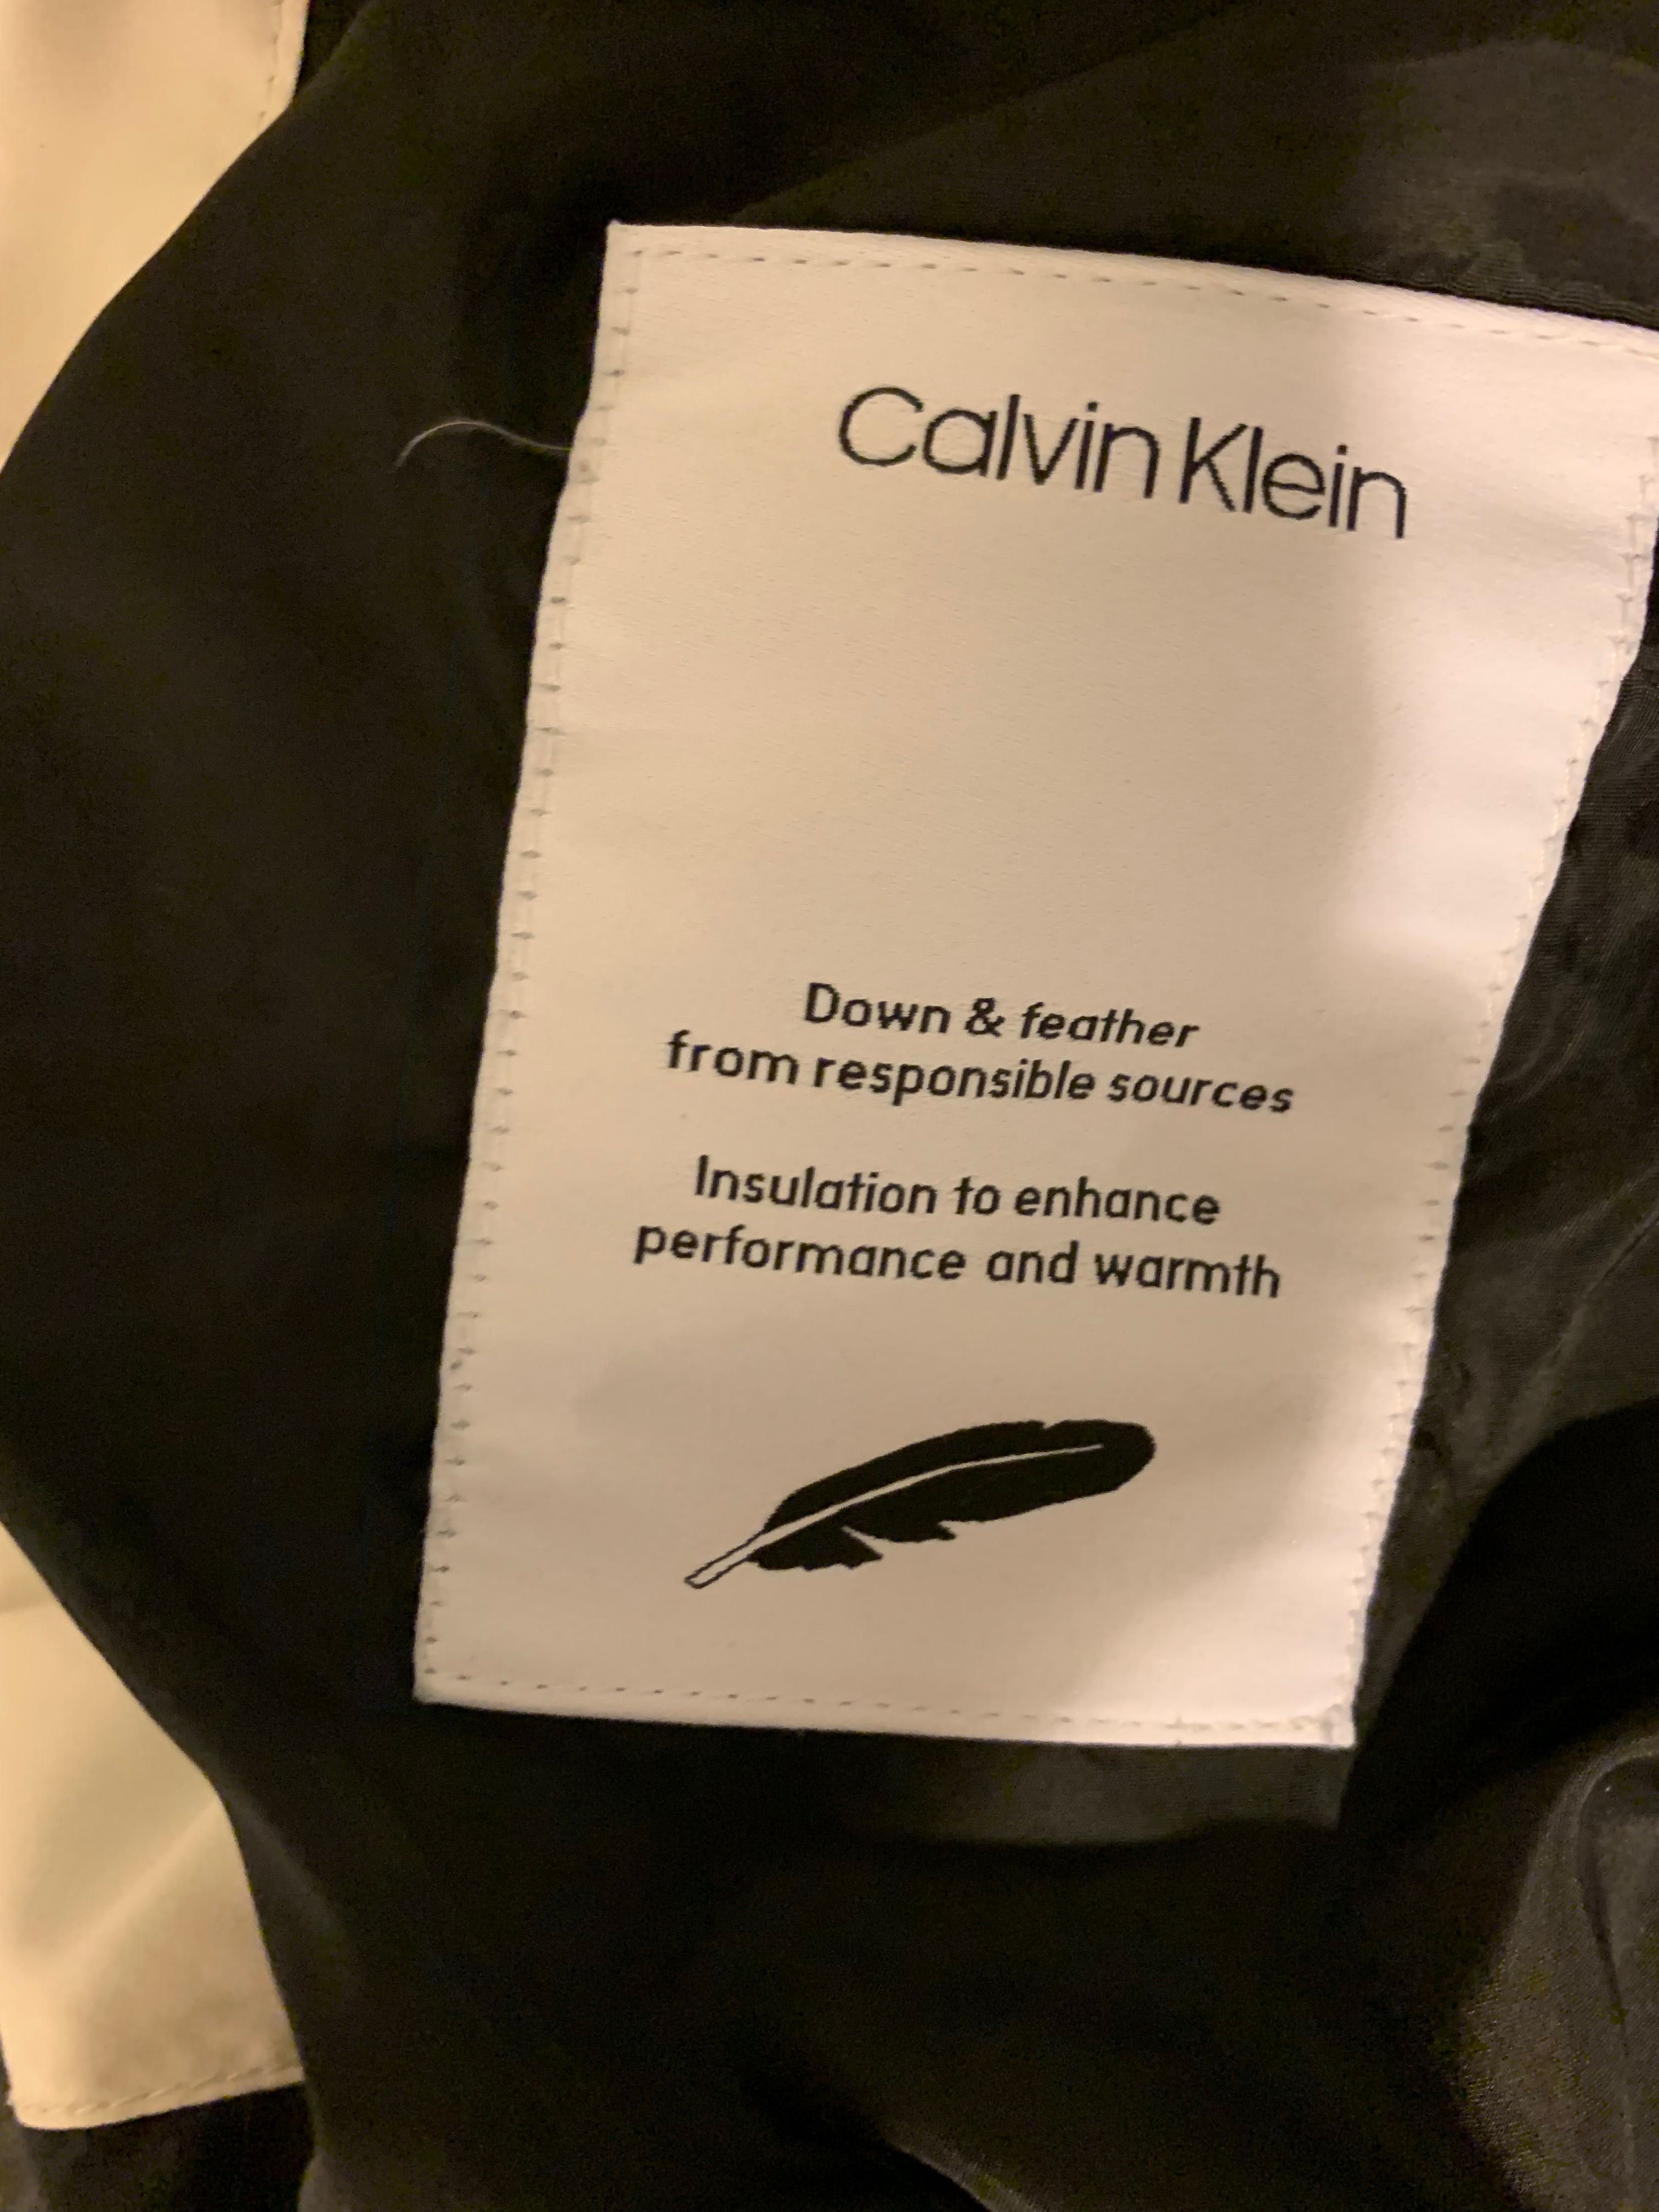 Calvin Klein
Down & feather
from responsible sources
Insulation to enhance
performance and warmth